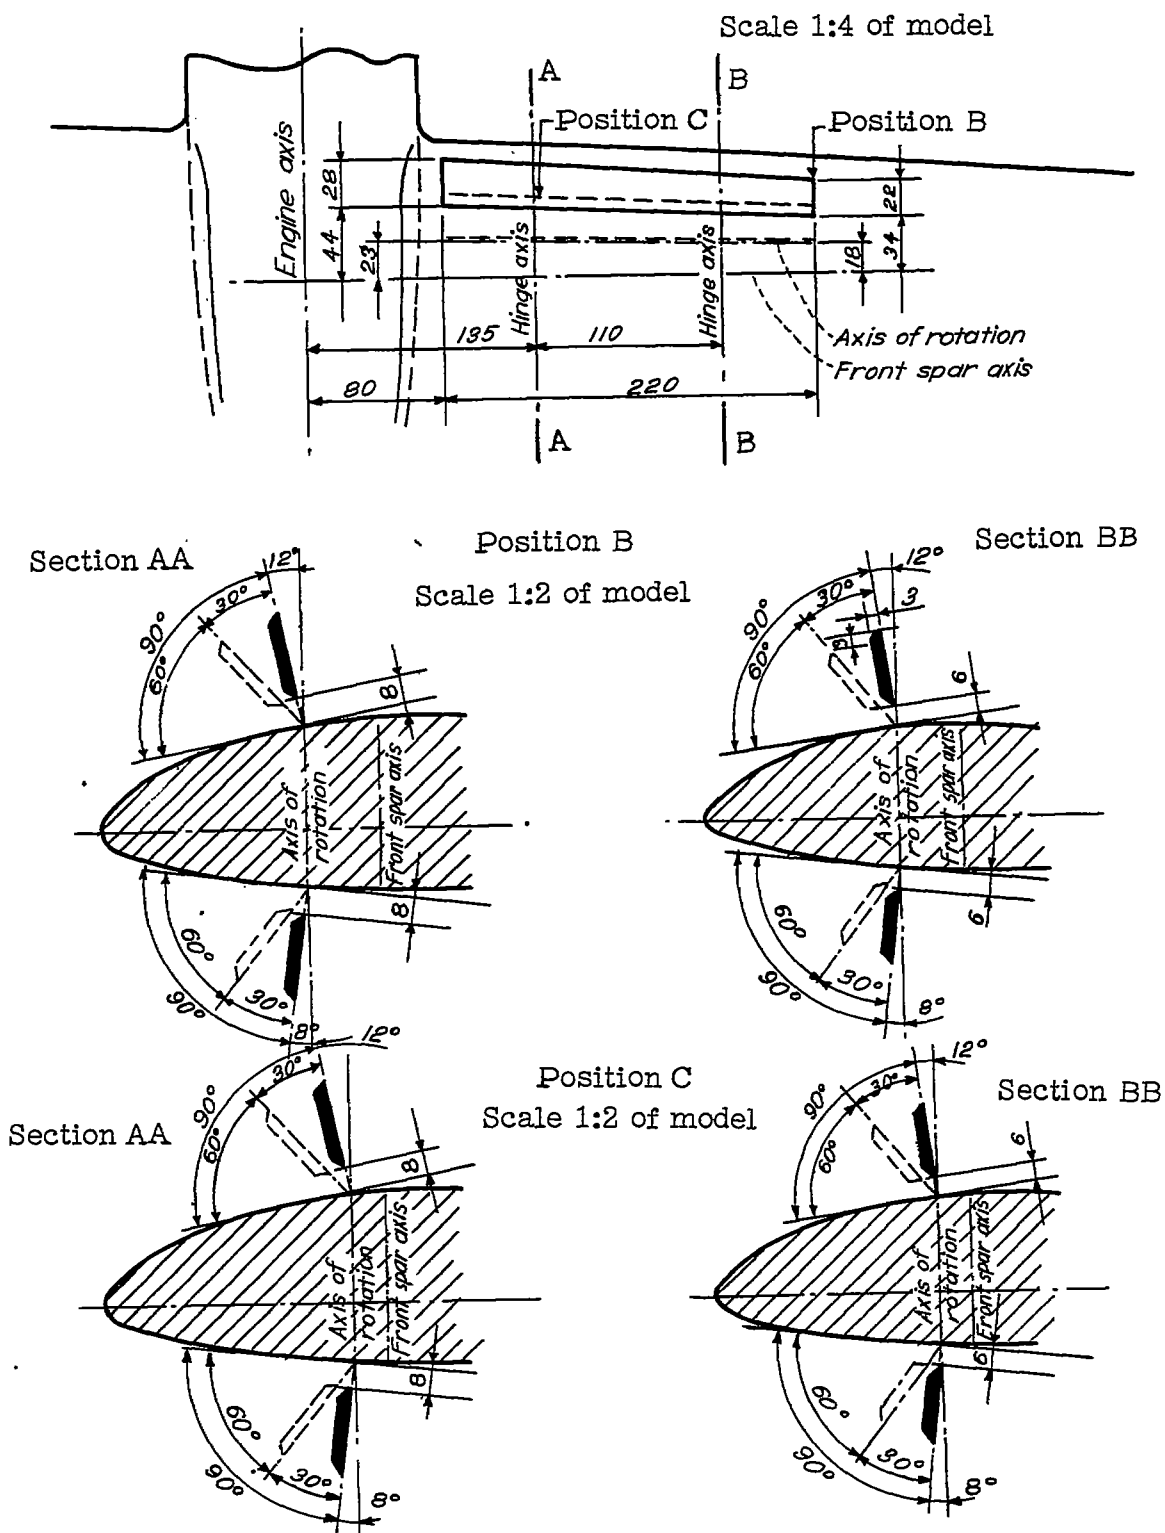 Scale 1:4 of model
A
B
Position C
Position B
Engine axis
28
44
23
Hinge axis
Hinge axis
22
34
18
135
110
Axis of rotation
Front spar axis
80
220
A
B
Section AA
Position B
Scale 1:2 of model
Section BB
12°
30°
90°
60°
8
Axis of rotation
Front spar axis
8
60°
30°
90°
8°
12°
30°
3
90°
60°
6
Axis of rotation
Front spar axis
6
60°
30°
90°
8°
Position C
Scale 1:2 of model
Section AA
Section BB
12°
30°
90°
60°
8
Axis of rotation
Front spar axis
8
60°
30°
90°
8°
12°
30°
90°
60°
6
Axis of rotation
Front spar axis
6
60°
30°
90°
8°